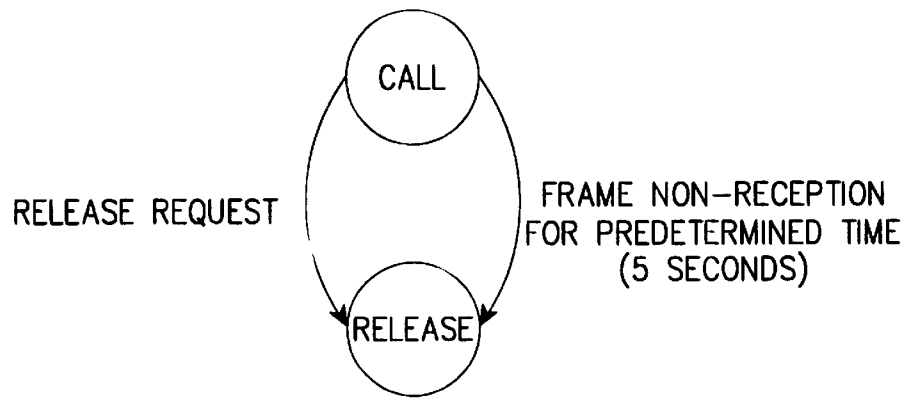 CALL
RELEASE REQUEST
FRAME NON-RECEPTION
FOR PREDETERMINED TIME
(5 SECONDS)
RELEASE